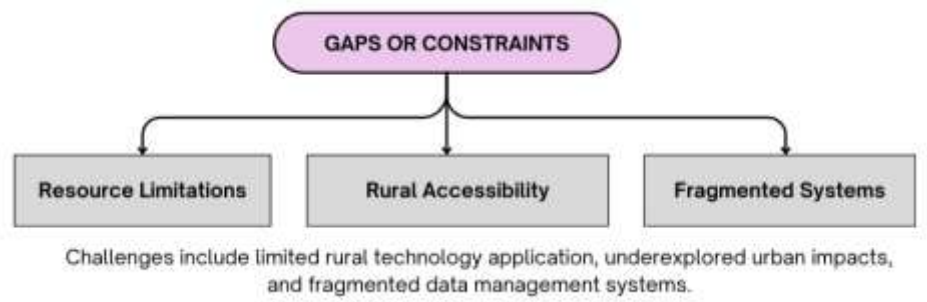 GAPS OR CONSTRAINTS
Resource Limitations
Rural Accessibility
Fragmented Systems
Challenges include limited rural technology application, underexplored urban impacts,
and fragmented data management systems.